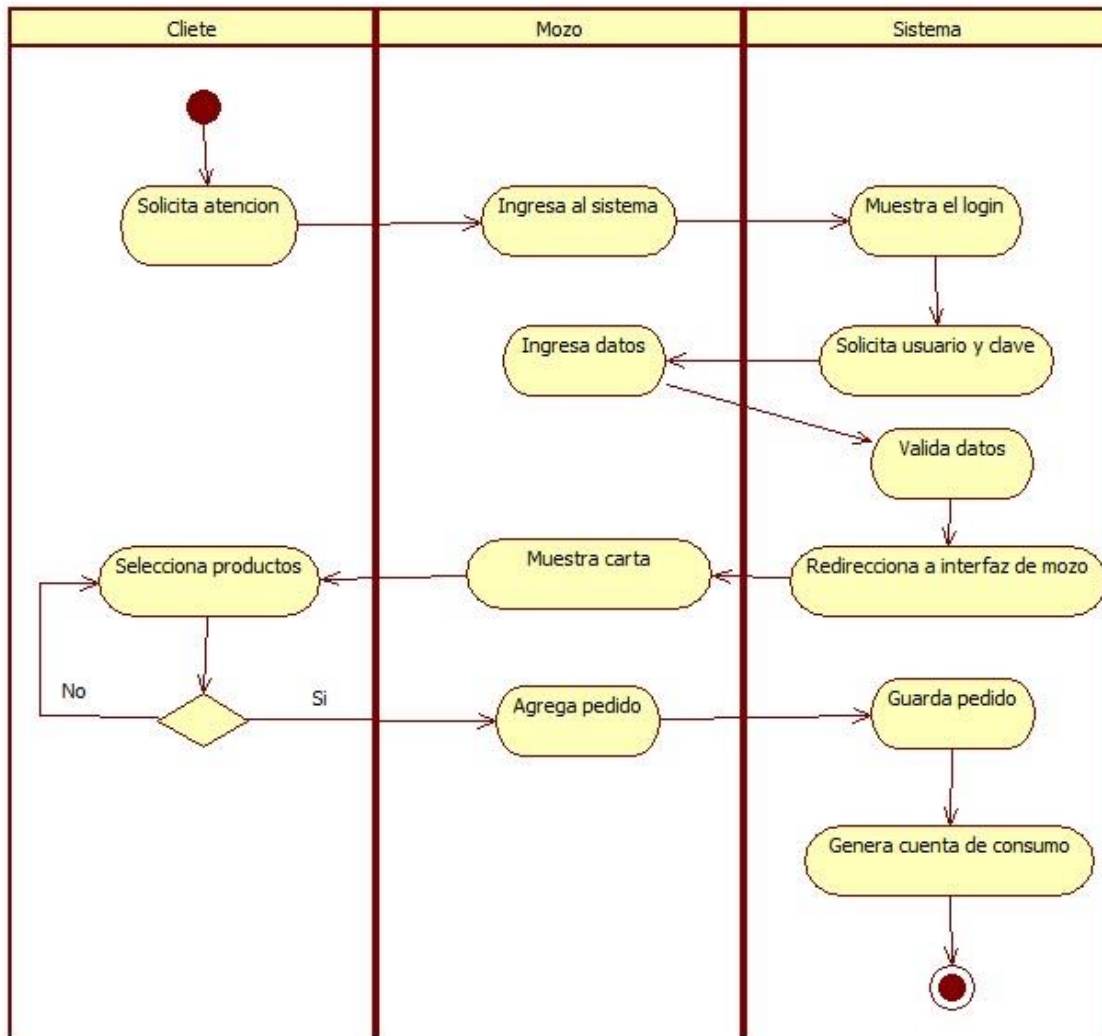 Cliete
Mozo
Sistema
Solicita atencion
Ingresa al sistema
Muestra el login
Ingresa datos
Solicita usuario y clave
Valida datos
Selecciona productos
Muestra carta
Redirecciona a interfaz de mozo
No
Si
Agrega pedido
Guarda pedido
Genera cuenta de consumo